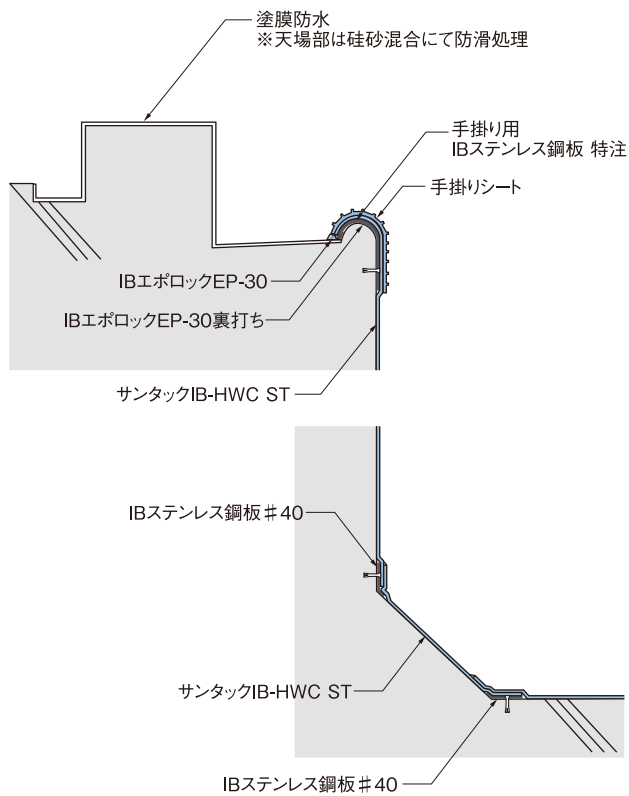 塗膜防水
※天場部は硅砂混合にて防滑処理
手掛り用
IBステンレス鋼板 特注
手掛りシート
IBエポロックEP-30
IBエポロックEP-30裏打ち
サンタックIB-HWC ST
IBステンレス鋼板♯40
サンタックIB-HWC ST
IBステンレス鋼板♯40